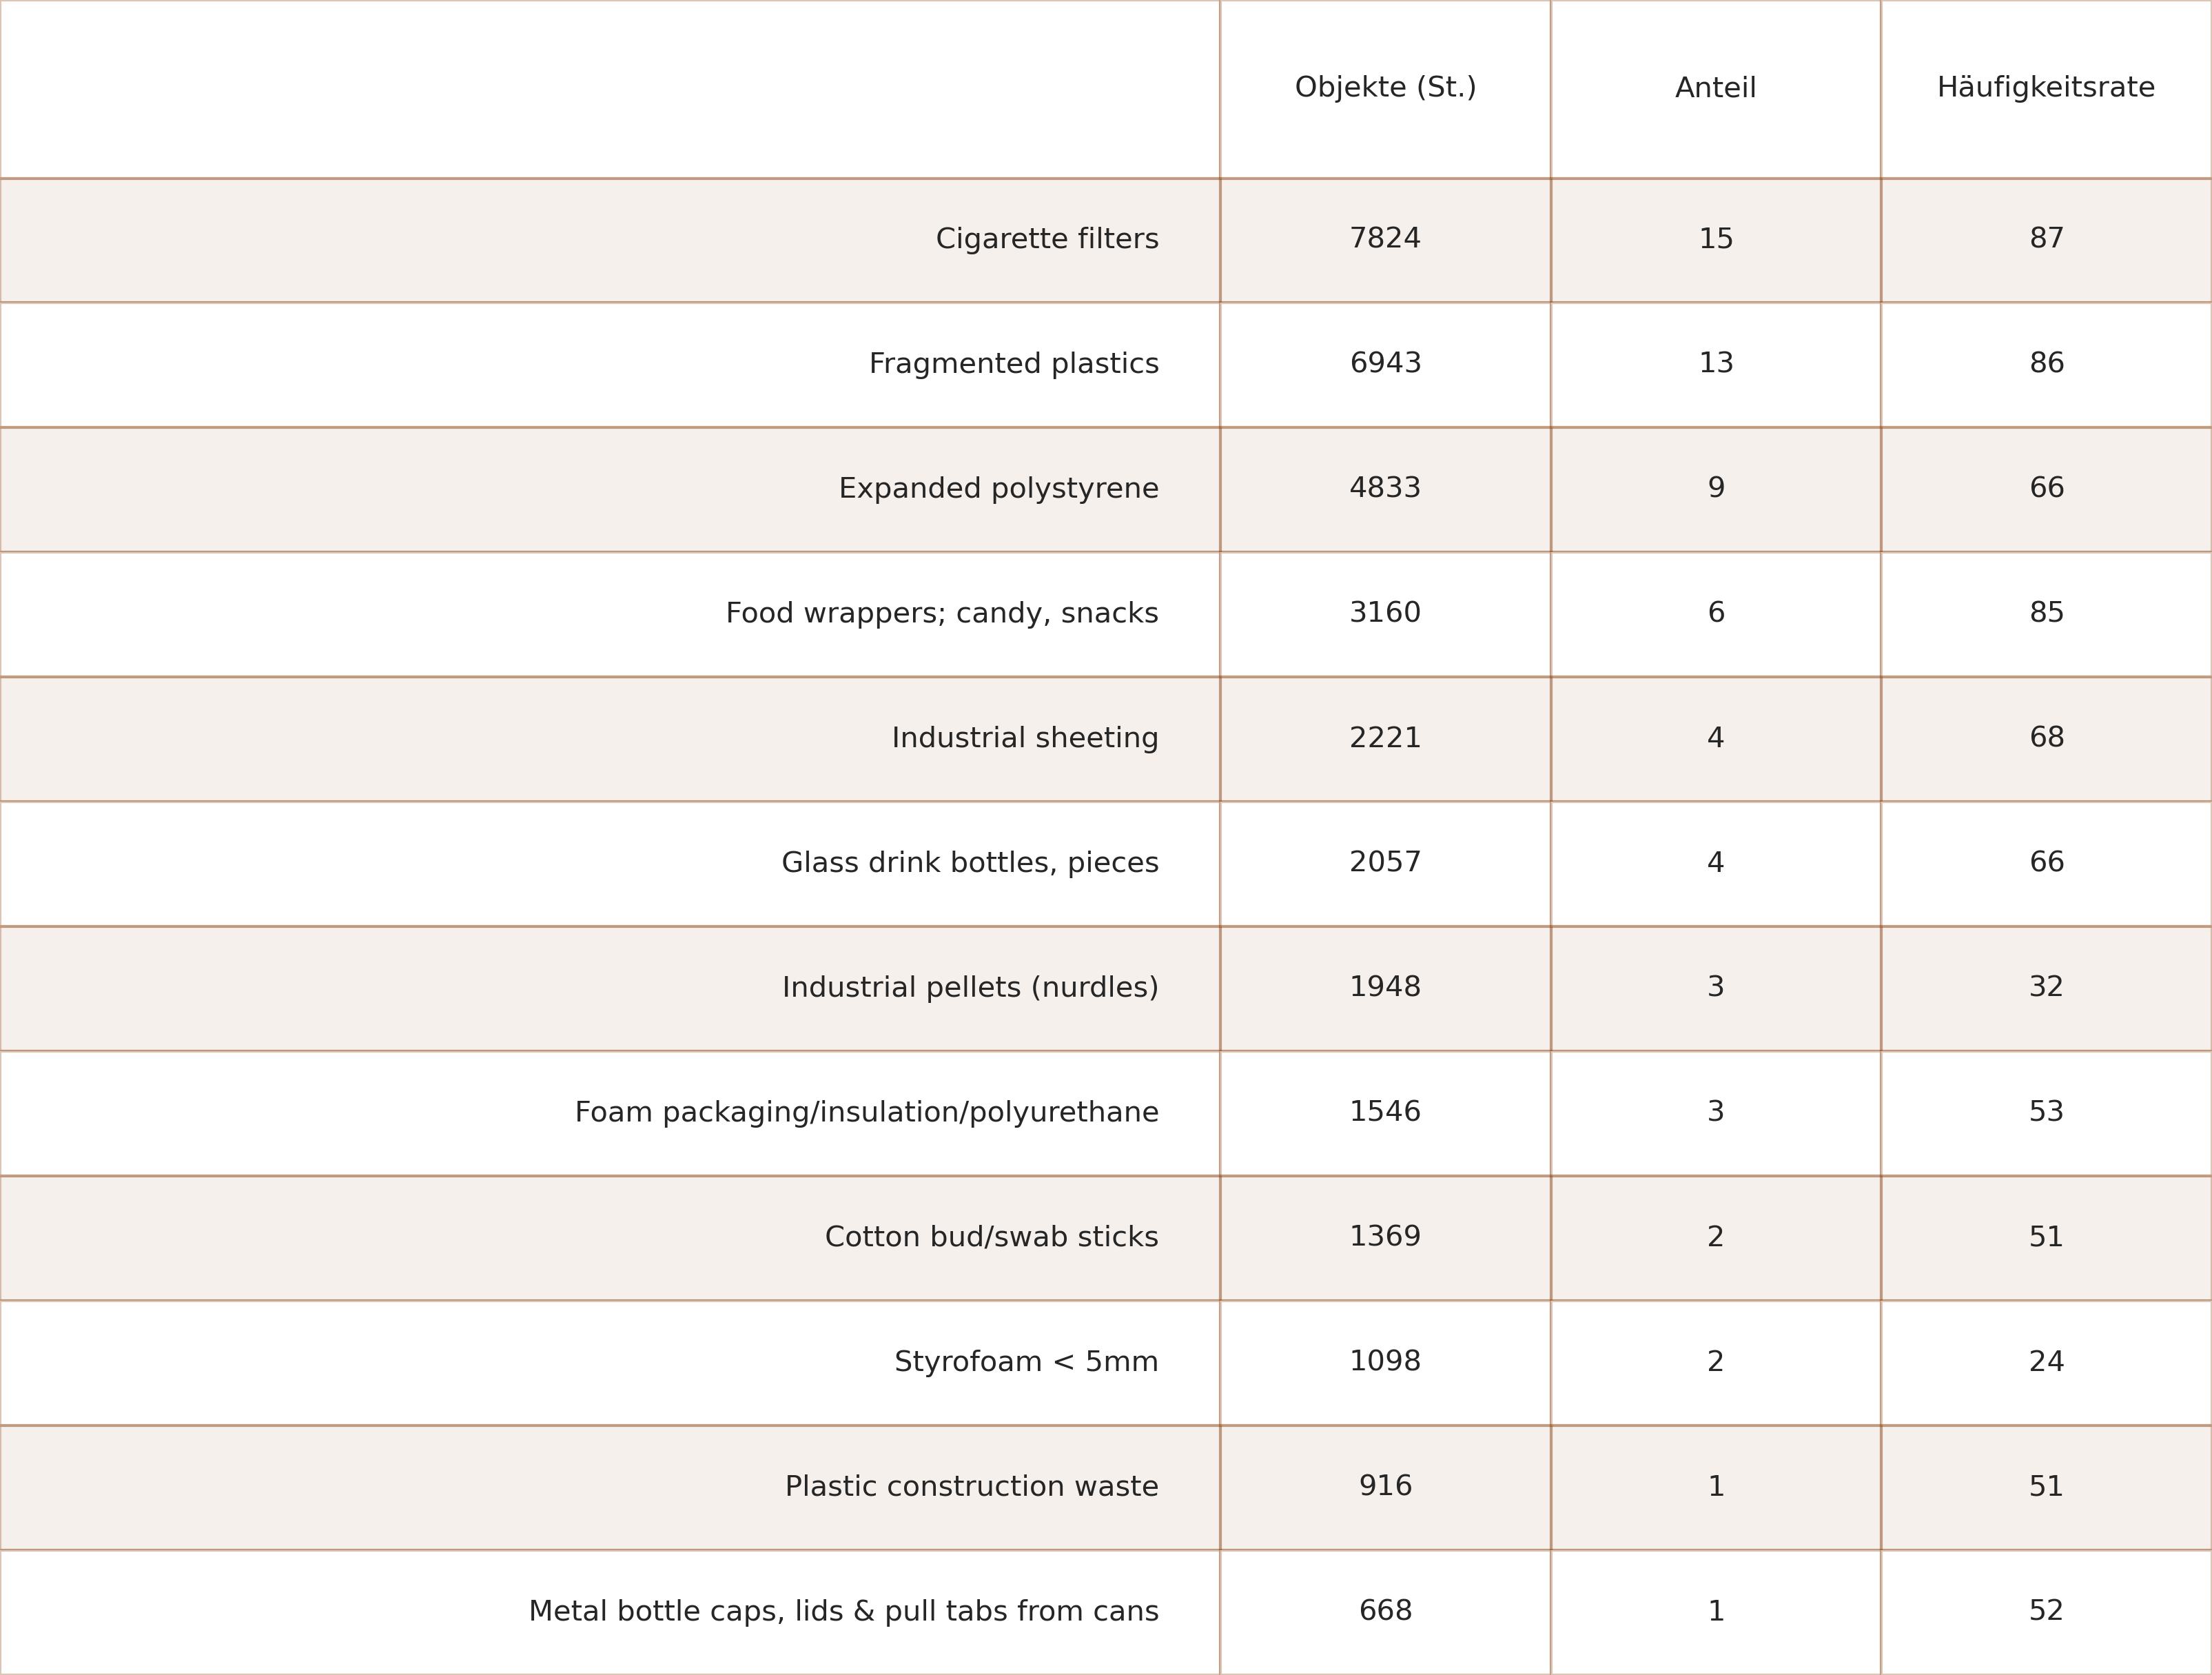 Objekte (St.) Anteil Häufigkeitsrate
Cigarette filters 7824 15 87
Fragmented plastics 6943 13 86
Expanded polystyrene 4833 9 66
Food wrappers; candy, snacks 3160 6 85
Industrial sheeting 2221 4 68
Glass drink bottles, pieces 2057 4 66
Industrial pellets (nurdles) 1948 3 32
Foam packaging/insulation/polyurethane 1546 3 53
Cotton bud/swab sticks 1369 2 51
Styrofoam < 5mm 1098 2 24
Plastic construction waste 916 1 51
Metal bottle caps, lids & pull tabs from cans 668 1 52